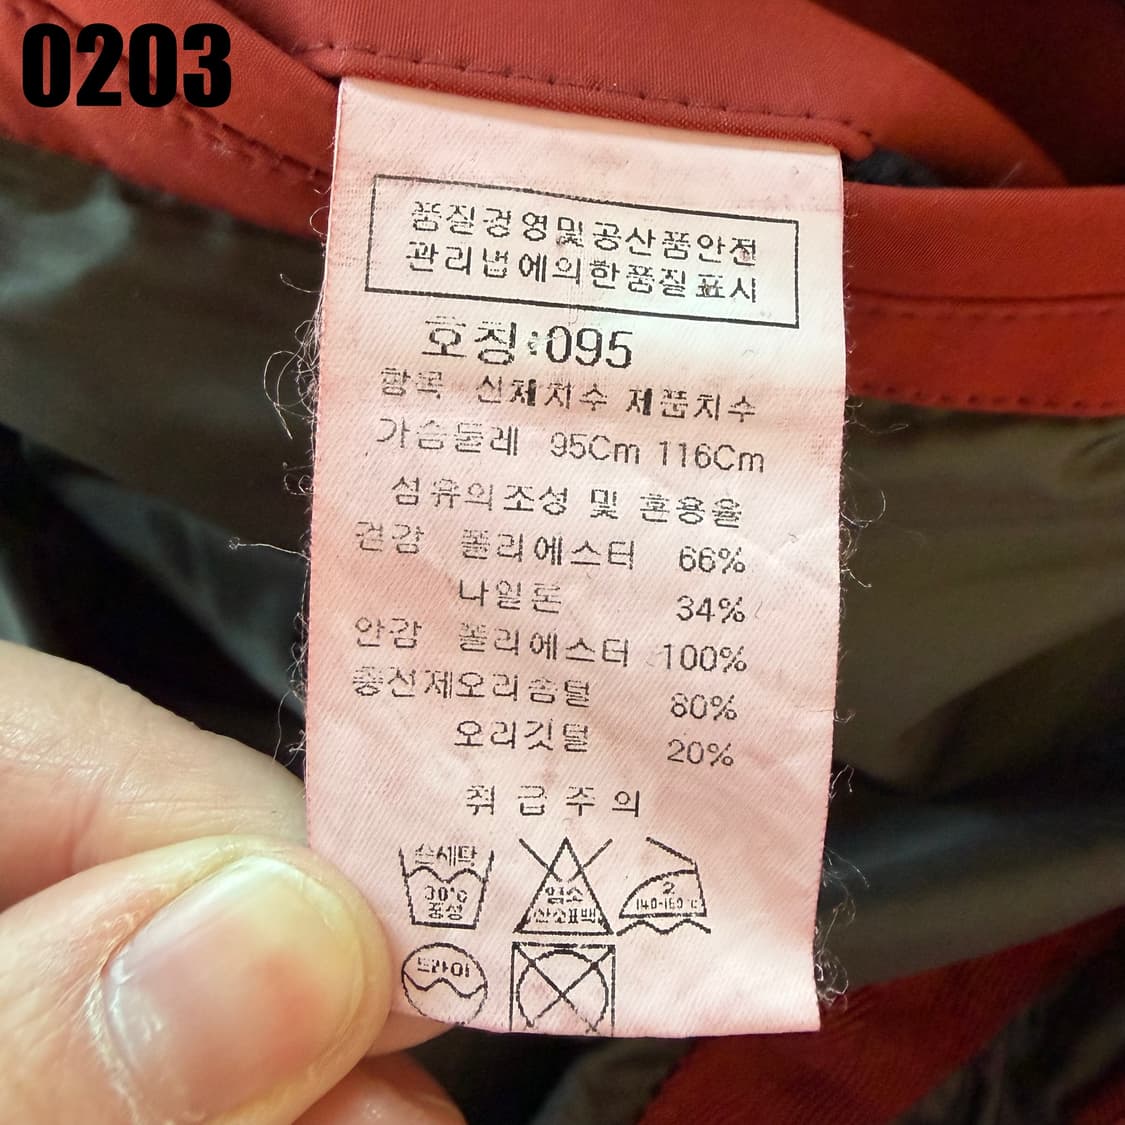 0203
품질경영및공산품안전
관리법에의한품질표시
호칭:095
항목 신체치수 제품치수
가슴둘레 95Cm 116Cm
섬유의조성 및 혼용율
겉감 폴리에스터 66%
나일론 34%
안감 폴리에스터 100%
충전제오리솜털 80%
오리깃털 20%
취급주의
손세탁
30°C
중성
염소
산소표백
2
140-160°C
드라이